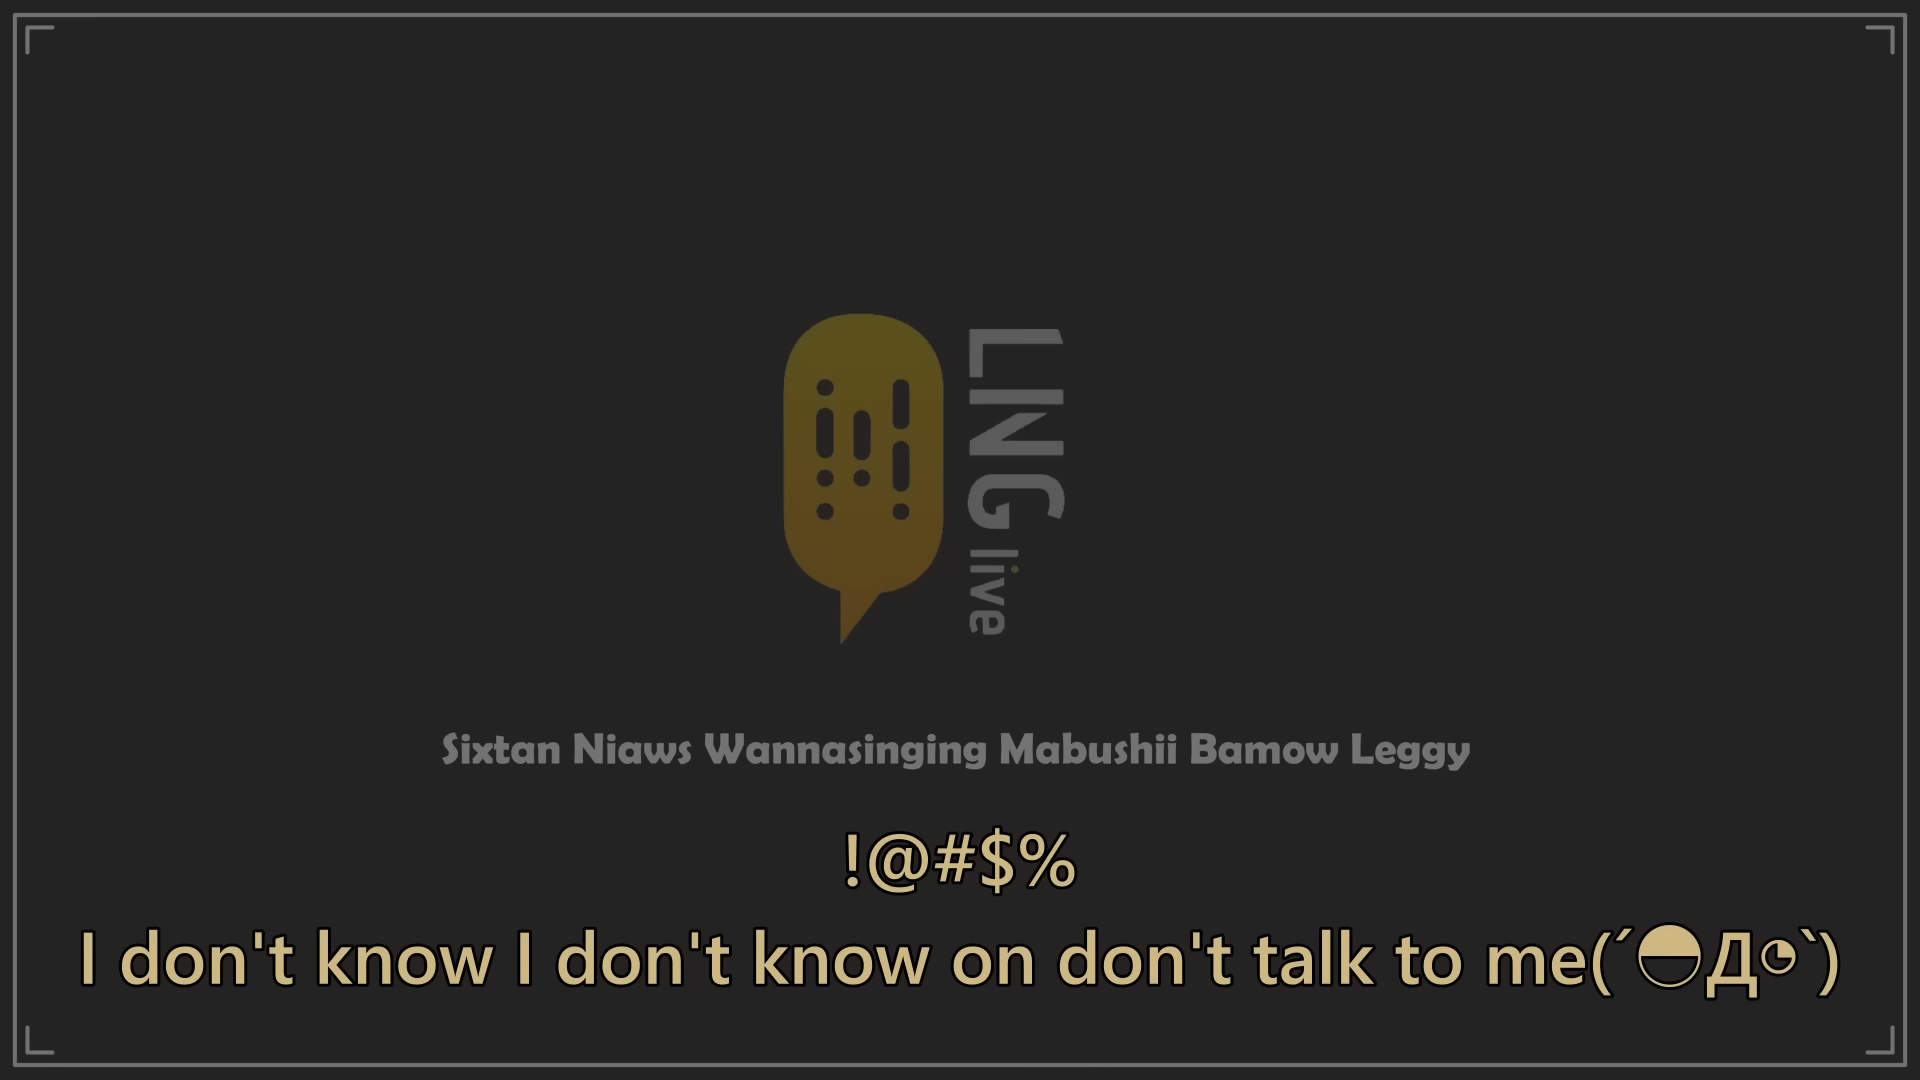 LING live
Sixtan Niaws Wannasinging Mabushii Bamow Leggy
!@#$%
I don't know I don't know on don't talk to me(´◓Д◔`)